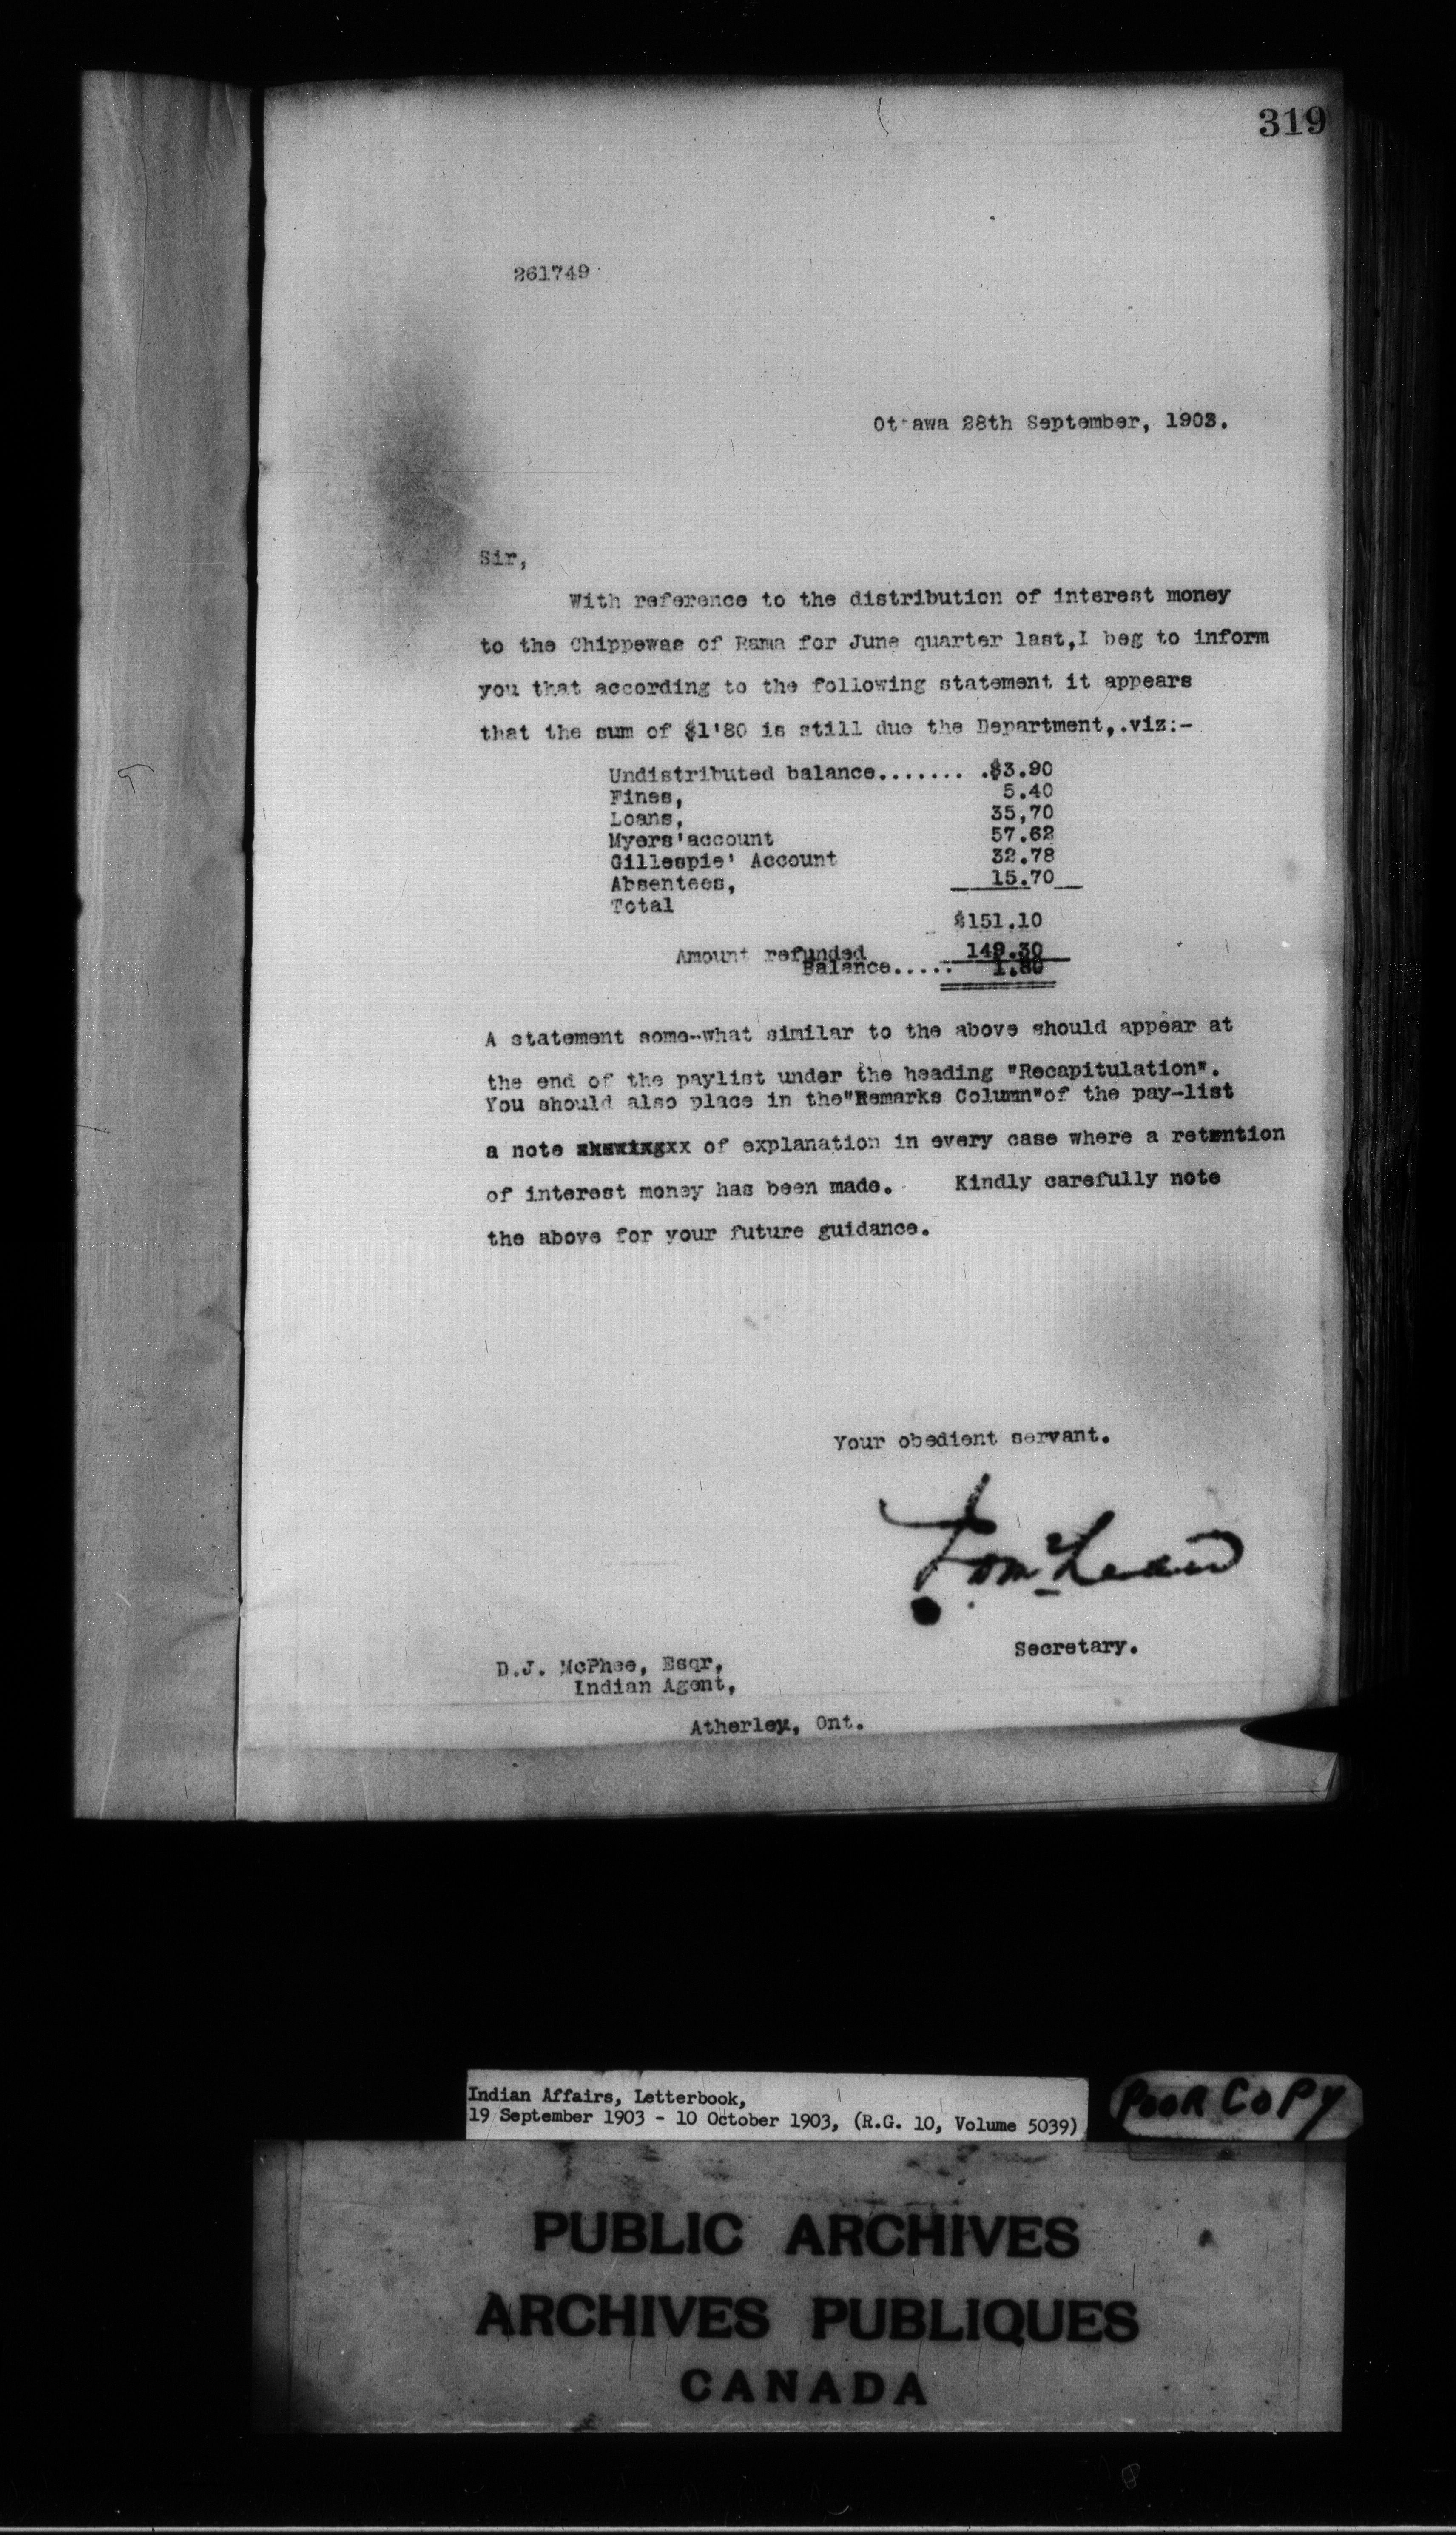 319
261749
Ottawa 28th September, 1903.
Sir,
With reference to the distribution of interest money
to the Chippewas of Rama for June quarter last,I beg to inform
you that according to the following statement it appears
that the sum of $1'80 is still due the Department,.viz:-
Undistributed balance....... .$3.90
Fines, 5.40
Loans, 35,70
Myers'account 57.62
Gillespie' Account 32.78
Absentees, 15.70
Total
$151.10
Amount refunded 149.30
Balance..... 1.80
A statement some-what similar to the above should appear at
the end of the paylist under the heading "Recapitulation".
You should also place in the"Remarks Column"of the pay-list
a note of explanation in every case where a retention
of interest money has been made. Kindly carefully note
the above for your future guidance.
Your obedient servant.
Secretary.
D.J. McPhee, Esqr,
Indian Agent,
Atherley, Ont.
Indian Affairs, Letterbook,
19 September 1903 - 10 October 1903, (R.G. 10, Volume 5039)
POOR COPY
PUBLIC ARCHIVES
ARCHIVES PUBLIQUES
CANADA